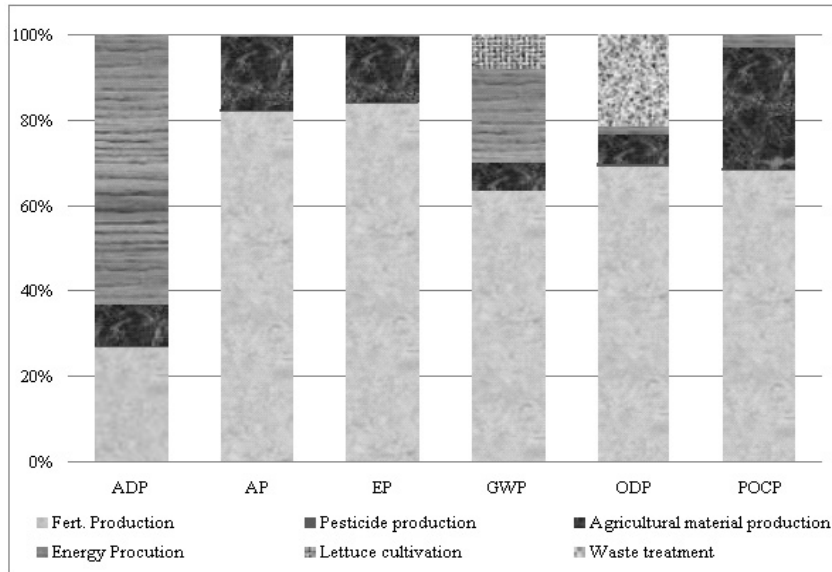 100%
80%
60%
40%
20%
0%
ADP AP EP GWP ODP POCP
Fert. Production Pesticide production Agricultural material production
Energy Procution Lettuce cultivation Waste treatment